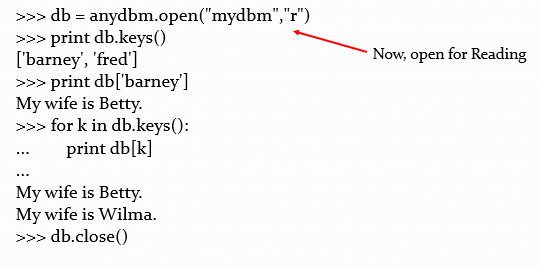 >>> db = anydbm.open("mydbm","r")
>>> print db.keys()
Now, open for Reading
['barney', 'fred']
>>> print db['barney']
My wife is Betty.
>>> for k in db.keys():
...     print db[k]
...
My wife is Betty.
My wife is Wilma.
>>> db.close()